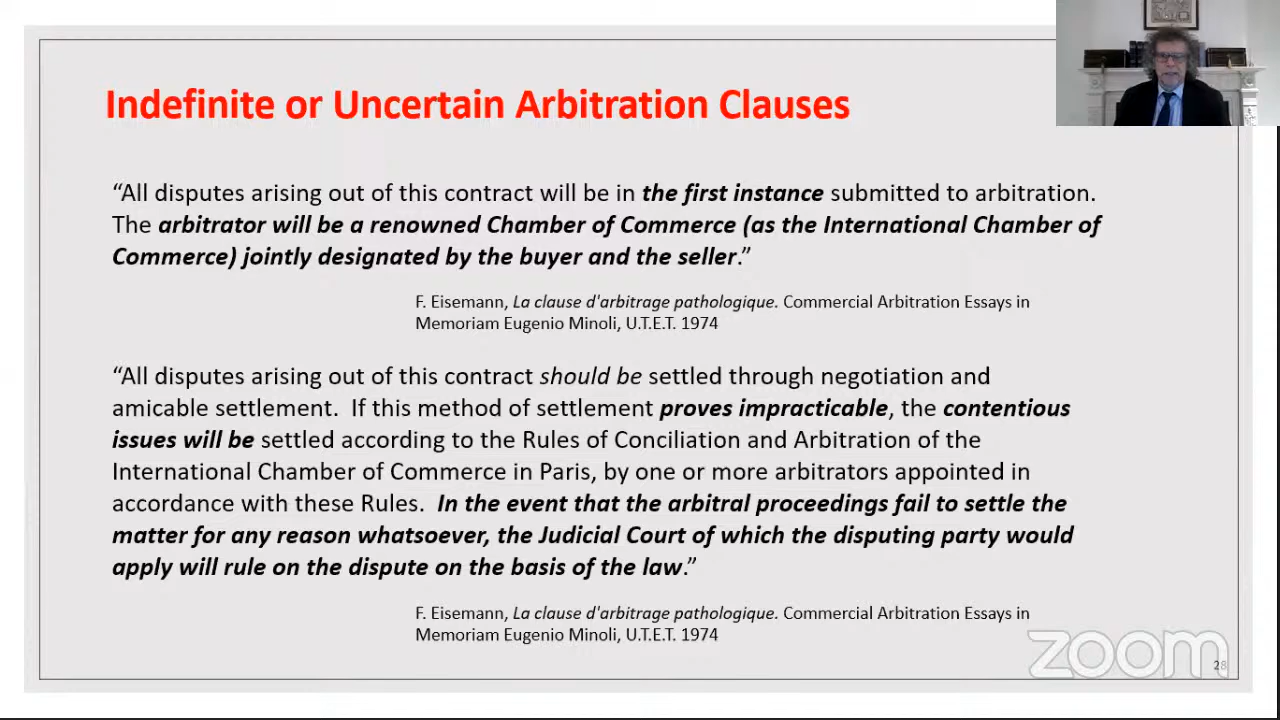 Indefinite or Uncertain Arbitration Clauses
“All disputes arising out of this contract will be in the first instance submitted to arbitration.
The arbitrator will be a renowned Chamber of Commerce (as the International Chamber of
Commerce) jointly designated by the buyer and the seller.”
F. Eisemann, La clause d'arbitrage pathologique. Commercial Arbitration Essays in
Memoriam Eugenio Minoli, U.T.E.T. 1974
“All disputes arising out of this contract should be settled through negotiation and
amicable settlement. If this method of settlement proves impracticable, the contentious
issues will be settled according to the Rules of Conciliation and Arbitration of the
International Chamber of Commerce in Paris, by one or more arbitrators appointed in
accordance with these Rules. In the event that the arbitral proceedings fail to settle the
matter for any reason whatsoever, the Judicial Court of which the disputing party would
apply will rule on the dispute on the basis of the law.”
F. Eisemann, La clause d'arbitrage pathologique. Commercial Arbitration Essays in
Memoriam Eugenio Minoli, U.T.E.T. 1974
zoom
28